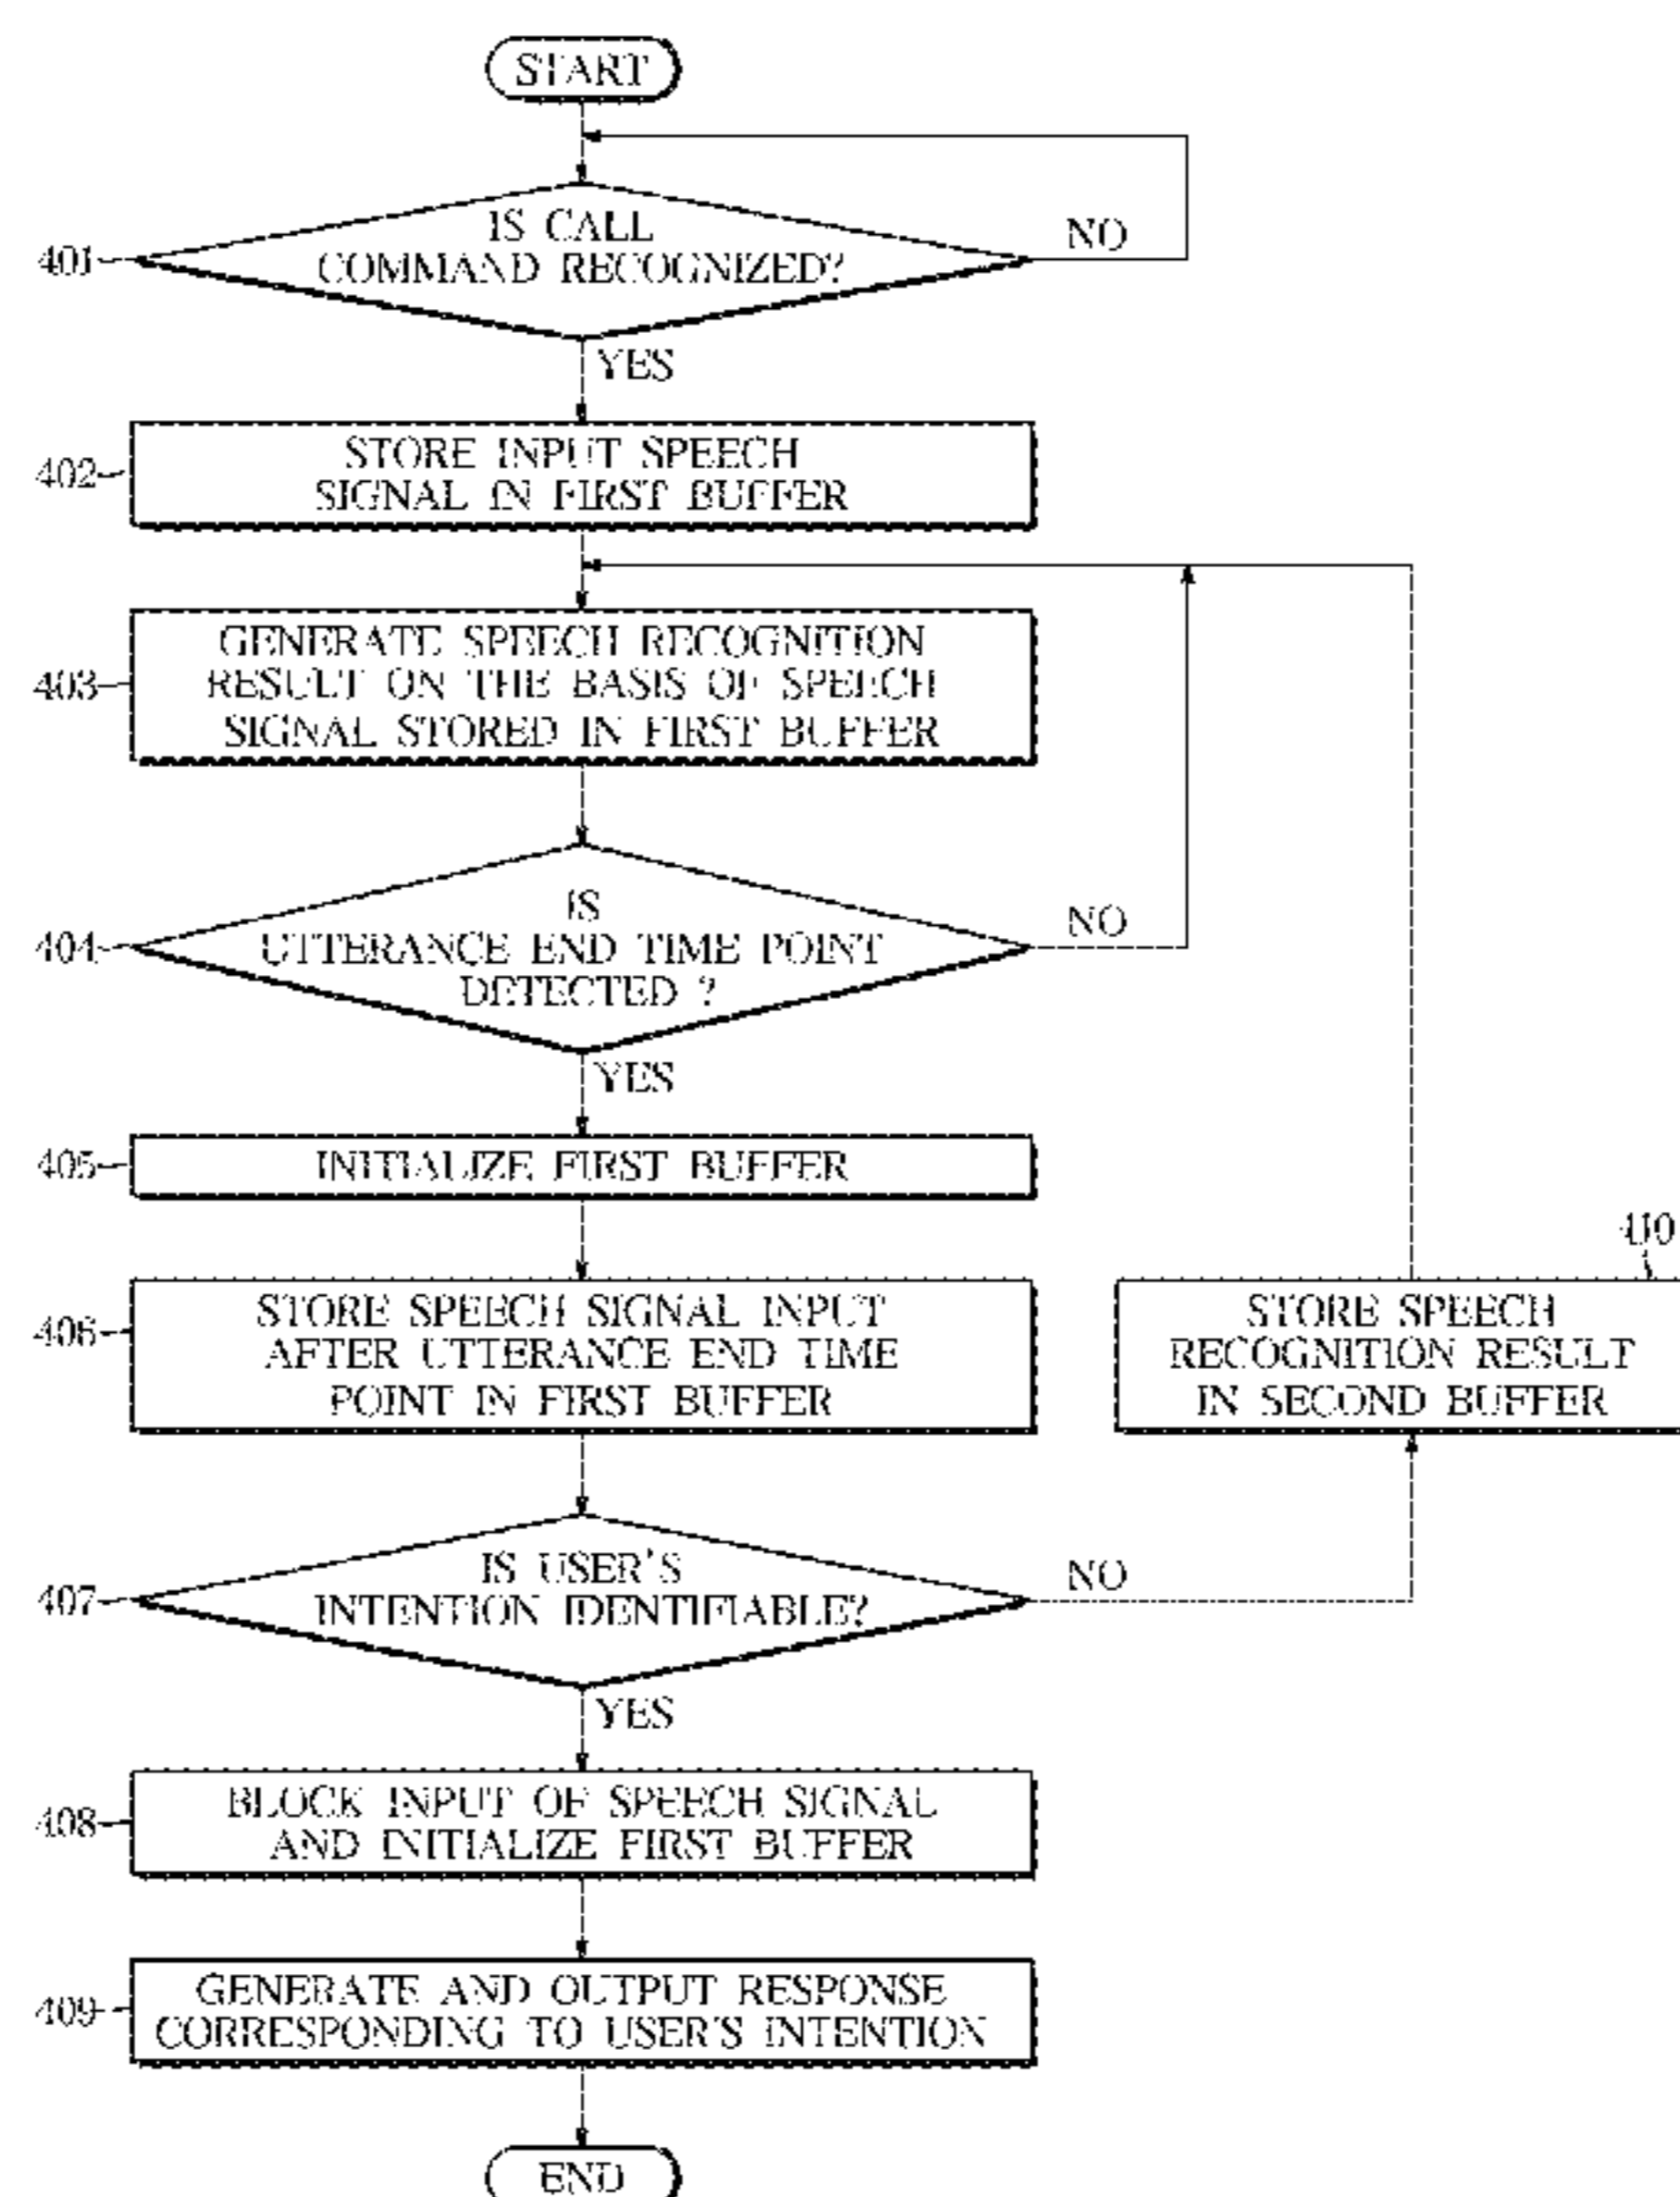 START
IS CALL
COMMAND RECOGNIZED?
NO
401
YES
STORE INPUT SPEECH
SIGNAL IN FIRST BUFFER
402
GENERATE SPEECH RECOGNITION
RESULT ON THE BASIS OF SPEECH
SIGNAL STORED IN FIRST BUFFER
403
IS
UTTERANCE END TIME POINT
DETECTED ?
NO
404
YES
INITIALIZE FIRST BUFFER
405
410
STORE SPEECH SIGNAL INPUT
AFTER UTTERANCE END TIME
POINT IN FIRST BUFFER
406
STORE SPEECH
RECOGNITION RESULT
IN SECOND BUFFER
IS USER'S
INTENTION IDENTIFIABLE?
NO
407
YES
BLOCK INPUT OF SPEECH SIGNAL
AND INITIALIZE FIRST BUFFER
408
GENERATE AND OUTPUT RESPONSE
CORRESPONDING TO USER'S INTENTION
409
END